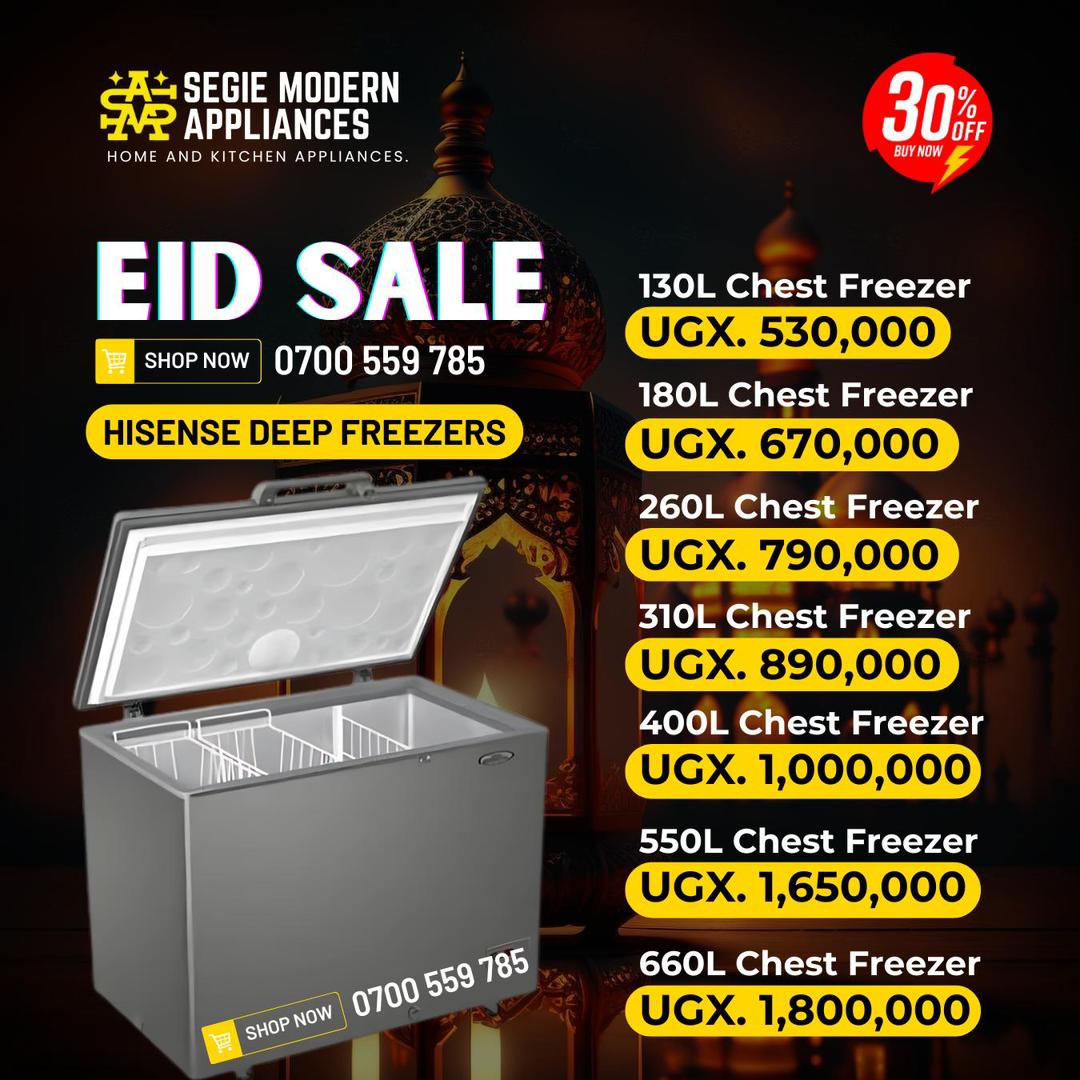 SEGIE MODERN
APPLIANCES
HOME AND KITCHEN APPLIANCES.
30% OFF
BUY NOW
EID SALE
SHOP NOW 0700 559 785
HISENSE DEEP FREEZERS
130L Chest Freezer
UGX. 530,000
180L Chest Freezer
UGX. 670,000
260L Chest Freezer
UGX. 790,000
310L Chest Freezer
UGX. 890,000
400L Chest Freezer
UGX. 1,000,000
550L Chest Freezer
UGX. 1,650,000
660L Chest Freezer
UGX. 1,800,000
SHOP NOW 0700 559 785